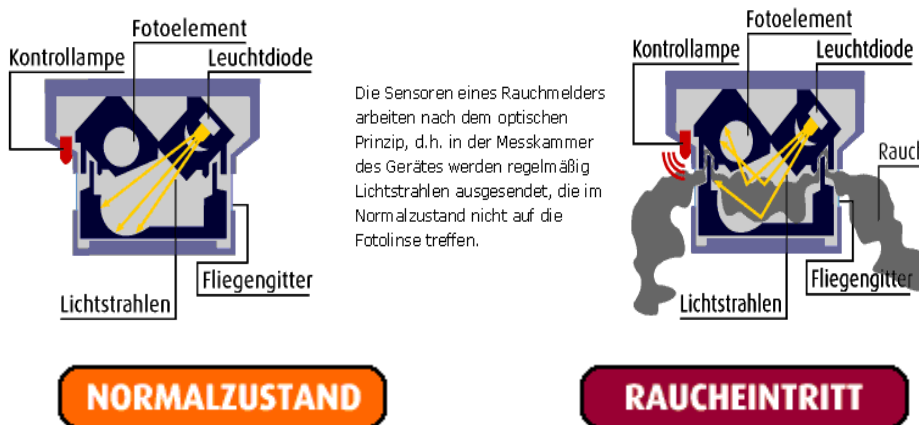 Fotoelement
Kontrollampe
Leuchtdiode
Fliegengitter
Lichtstrahlen
NORMALZUSTAND
Die Sensoren eines Rauchmelders
arbeiten nach dem optischen
Prinzip, d.h. in der Messkammer
des Gerätes werden regelmäßig
Lichtstrahlen ausgesendet, die im
Normalzustand nicht auf die
Fotolinse treffen.
Fotoelement
Kontrollampe
Leuchtdiode
Rauch
Fliegengitter
Lichtstrahlen
RAUCHEINTRITT